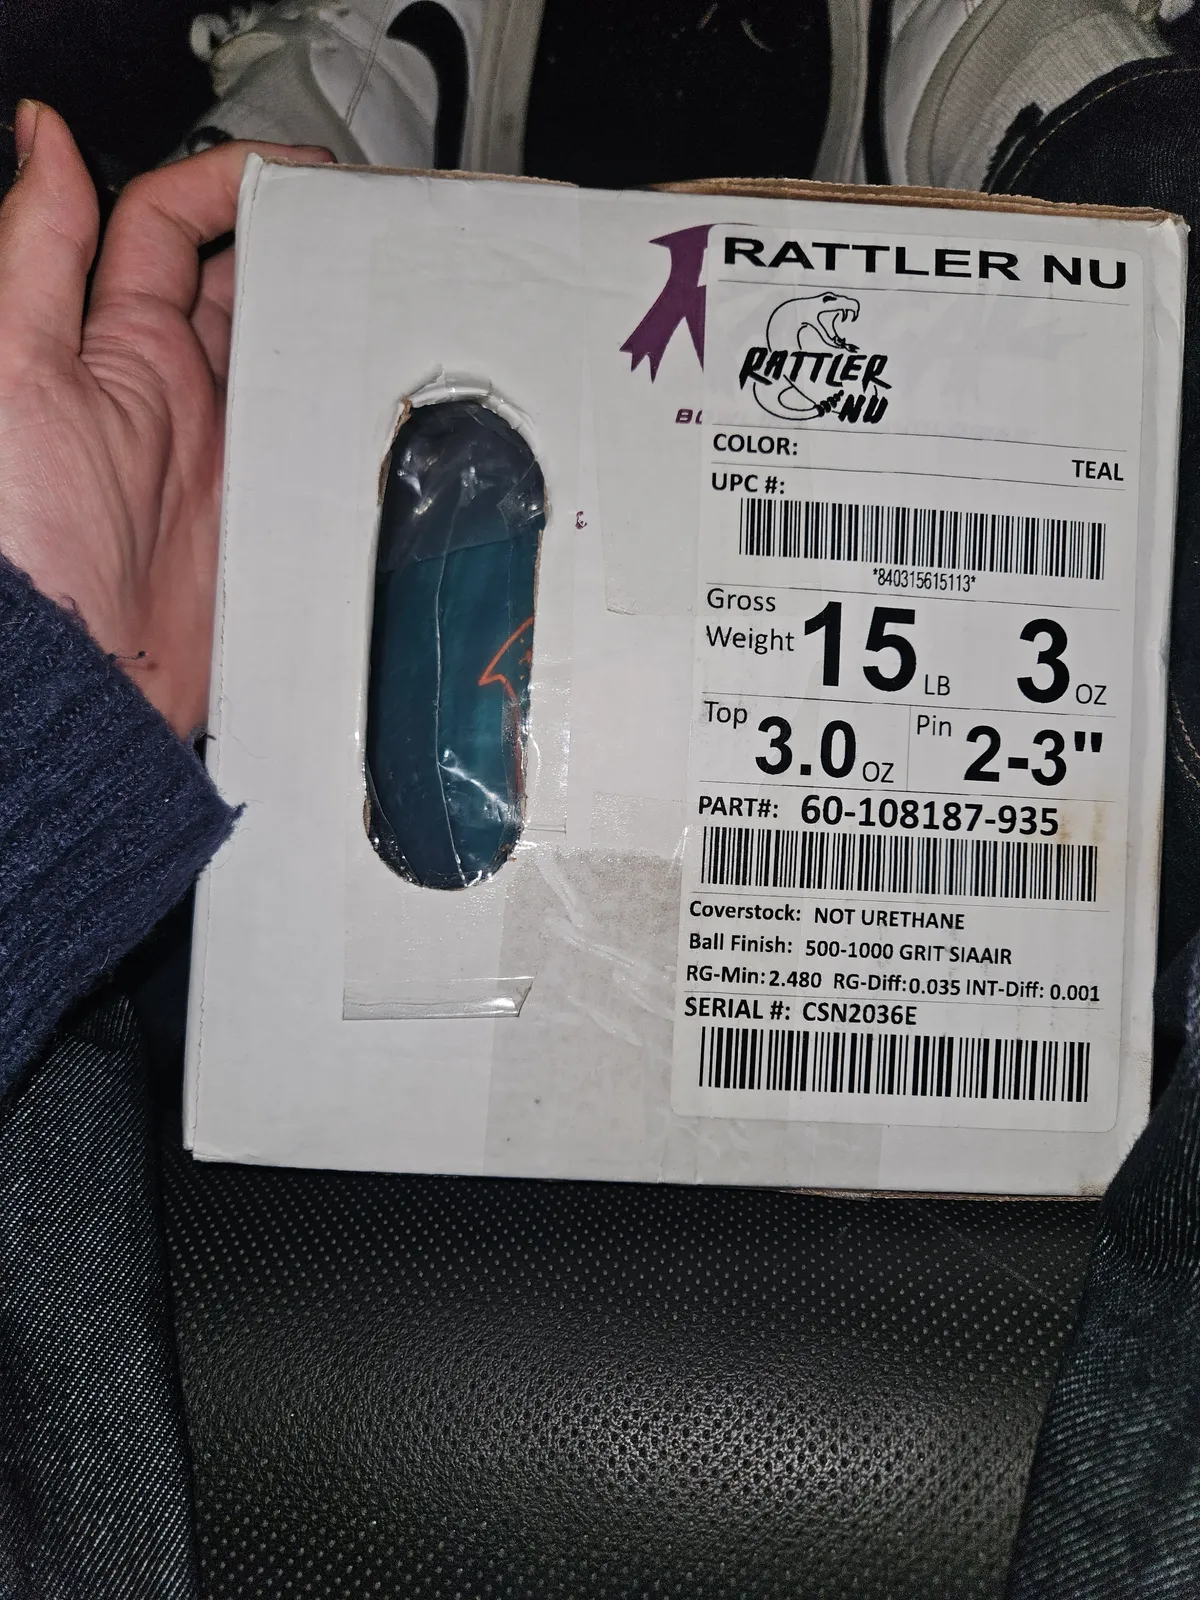 RATTLER NU
RATTLER
NU
COLOR: TEAL
UPC #:
*840315615113*
Gross Weight 15 LB 3 OZ
Top 3.0 OZ Pin 2-3"
PART#: 60-108187-935
Coverstock: NOT URETHANE
Ball Finish: 500-1000 GRIT SIAAIR
RG-Min: 2.480 RG-Diff: 0.035 INT-Diff: 0.001
SERIAL #: CSN2036E